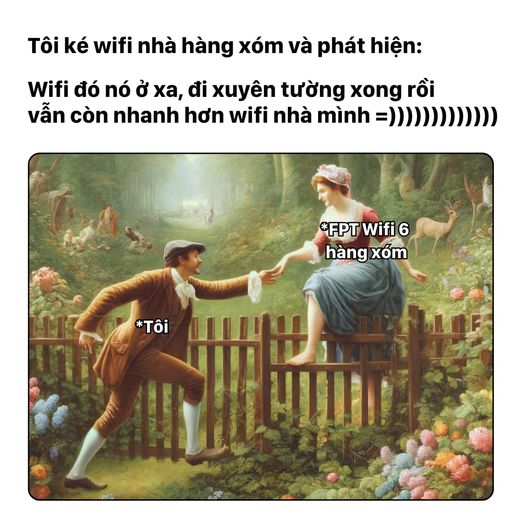 Tôi ké wifi nhà hàng xóm và phát hiện:
Wifi đó nó ở xa, đi xuyên tường xong rồi
vẫn còn nhanh hơn wifi nhà mình =)))))))))))))
*FPT Wifi 6
hàng xóm
*Tôi